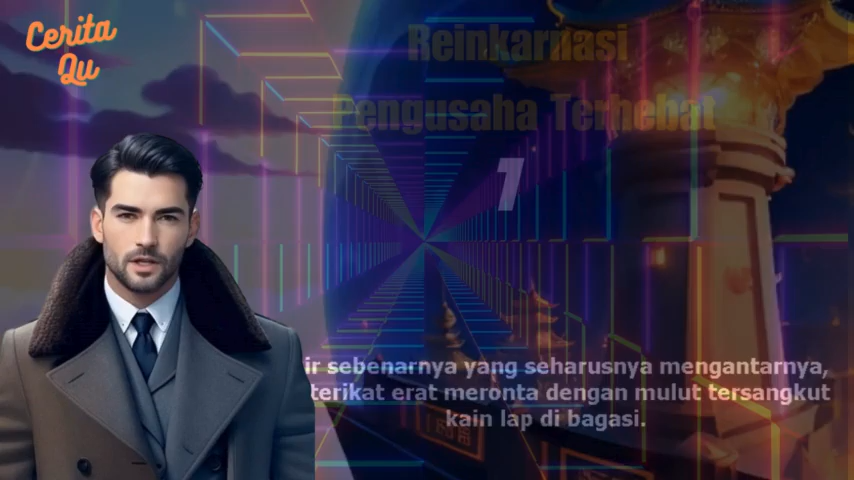 Cerita
Qu
Reinkarnasi
Pengusaha Terhebat
1
ir sebenarnya yang seharusnya mengantarnya,
terikat erat meronta dengan mulut tersangkut
kain lap di bagasi.